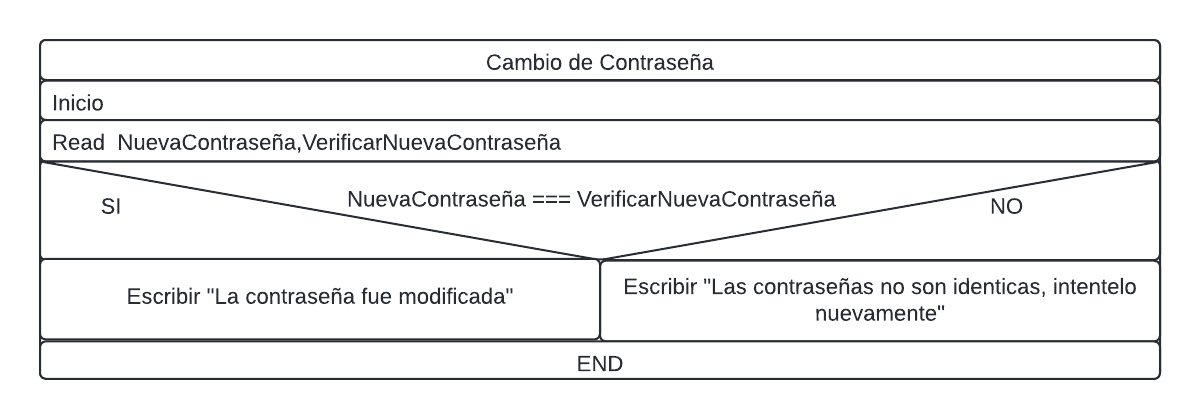 Cambio de Contraseña
Inicio
Read  NuevaContraseña,VerificarNuevaContraseña
NuevaContraseña === VerificarNuevaContraseña
SI
NO
Escribir "La contraseña fue modificada"
Escribir "Las contraseñas no son identicas, intentelo
nuevamente"
END